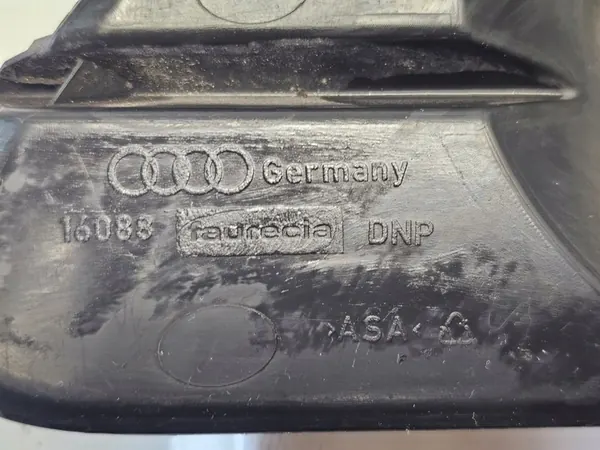 Germany
16088 faurecia DNP
>ASA<